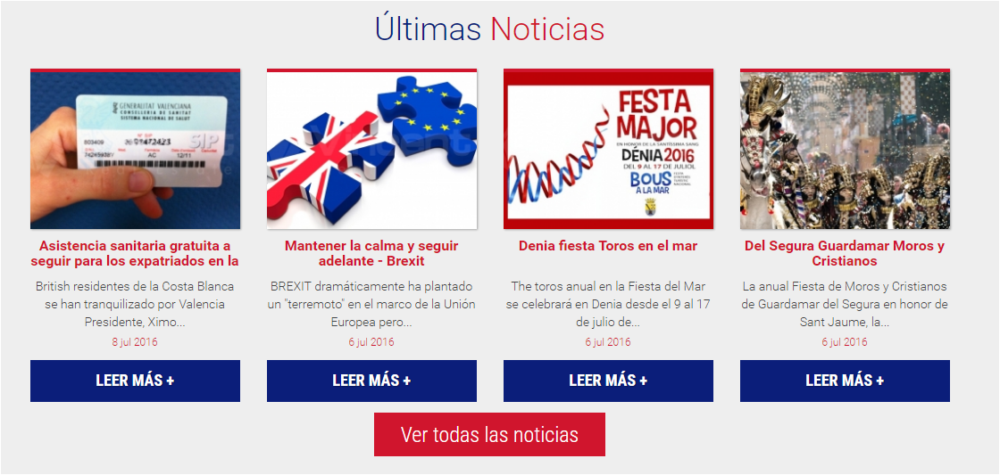 Últimas Noticias
GENERALITAT VALENCIANA
CONSELLERIA DE SANITAT
SISTEMA NACIONAL DE SALUT
SIP
AC
12/11
FESTA
MAJOR
EN HONOR DE LA SANTÍSSIMA SANG
DÉNIA 2016
DEL 9 AL 17 DE JULIOL
BOUS
A LA MAR
Asistencia sanitaria gratuita a
seguir para los expatriados en la
Mantener la calma y seguir
adelante - Brexit
Denia fiesta Toros en el mar
Del Segura Guardamar Moros y
Cristianos
British residentes de la Costa Blanca
se han tranquilizado por Valencia
Presidente, Ximo...
BREXIT dramáticamente ha plantado
un "terremoto" en el marco de la Unión
Europea pero...
The toros anual en la Fiesta del Mar
se celebrará en Denia desde el 9 al 17
de julio de...
La anual Fiesta de Moros y Cristianos
de Guardamar del Segura en honor de
Sant Jaume, la...
8 jul 2016
6 jul 2016
6 jul 2016
6 jul 2016
LEER MÁS +
LEER MÁS +
LEER MÁS +
LEER MÁS +
Ver todas las noticias